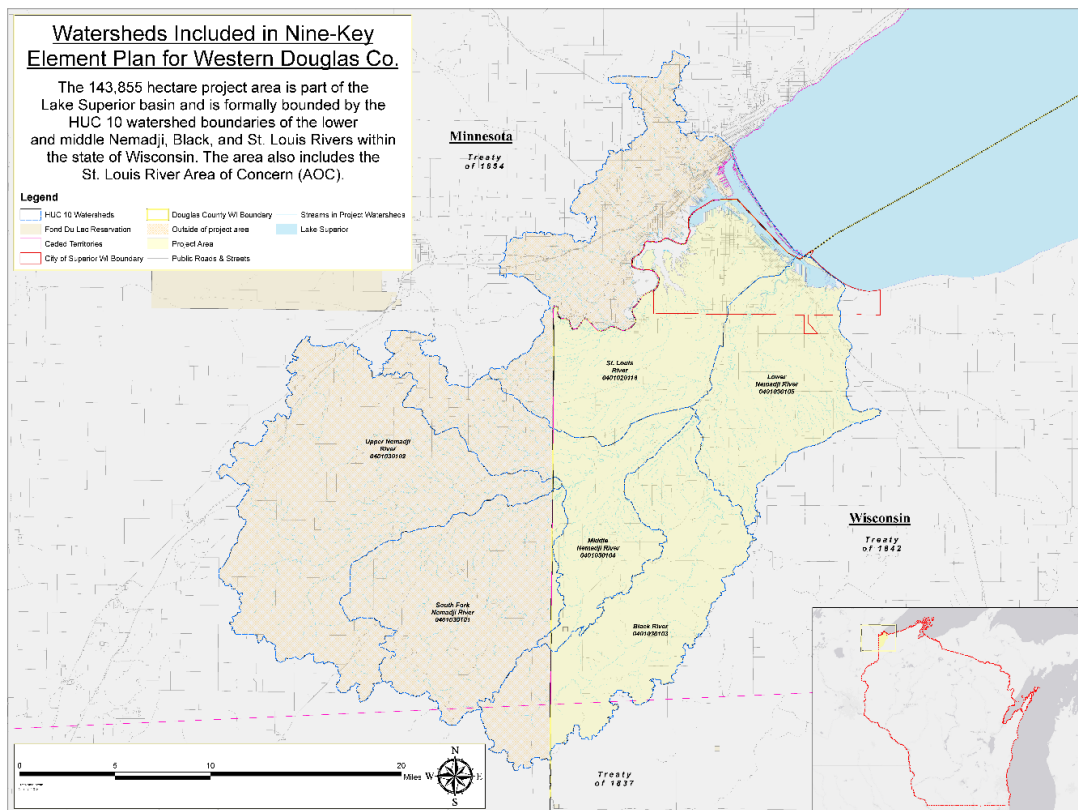 Watersheds Included in Nine-Key
Element Plan for Western Douglas Co.
The 143,855 hectare project area is part of the
Lake Superior basin and is formally bounded by the
HUC 10 watershed boundaries of the lower
and middle Nemadji, Black, and St. Louis Rivers within
the state of Wisconsin. The area also includes the
St. Louis River Area of Concern (AOC).
Legend
HUC 10 Watersheds
Fond Du Lac Reservation
Ceded Territories
City of Superior WI Boundary
Douglas County WI Boundary
Outside of project area
Project Area
Public Roads & Streets
Streams in Project Watersheds
Lake Superior
Minnesota
Treaty
of 1854
St. Louis
River
Lower
Nemadji River
Upper Nemadji
River
Wisconsin
Treaty
of 1842
Middle
Nemadji River
South Fork
Nemadji River
Black River
0 5 10 20
Miles
N
W E
S
Treaty
of 1837